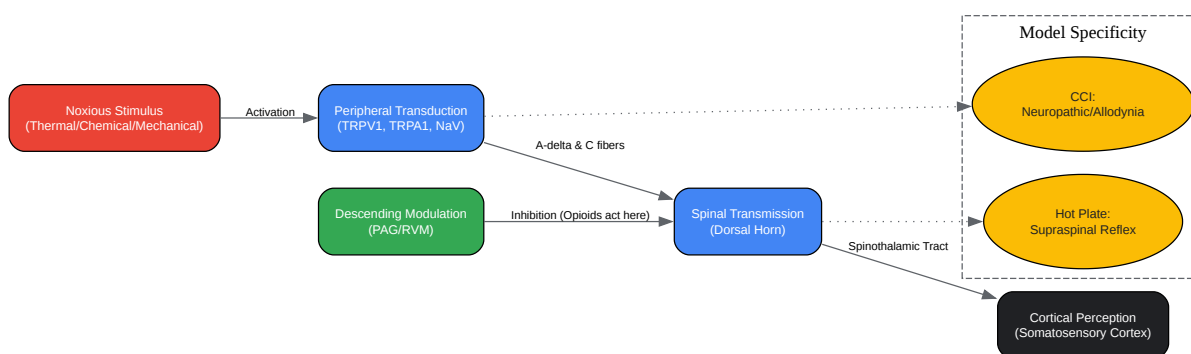 Model Specificity
Noxious Stimulus
(Thermal/Chemical/Mechanical)
Activation
Peripheral Transduction
(TRPV1, TRPA1, NaV)
CCI:
Neuropathic/Allodynia
A-delta & C fibers
Descending Modulation
(PAG/RVM)
Inhibition (Opioids act here)
Spinal Transmission
(Dorsal Horn)
Hot Plate:
Supraspinal Reflex
Spinothalamic Tract
Cortical Perception
(Somatosensory Cortex)